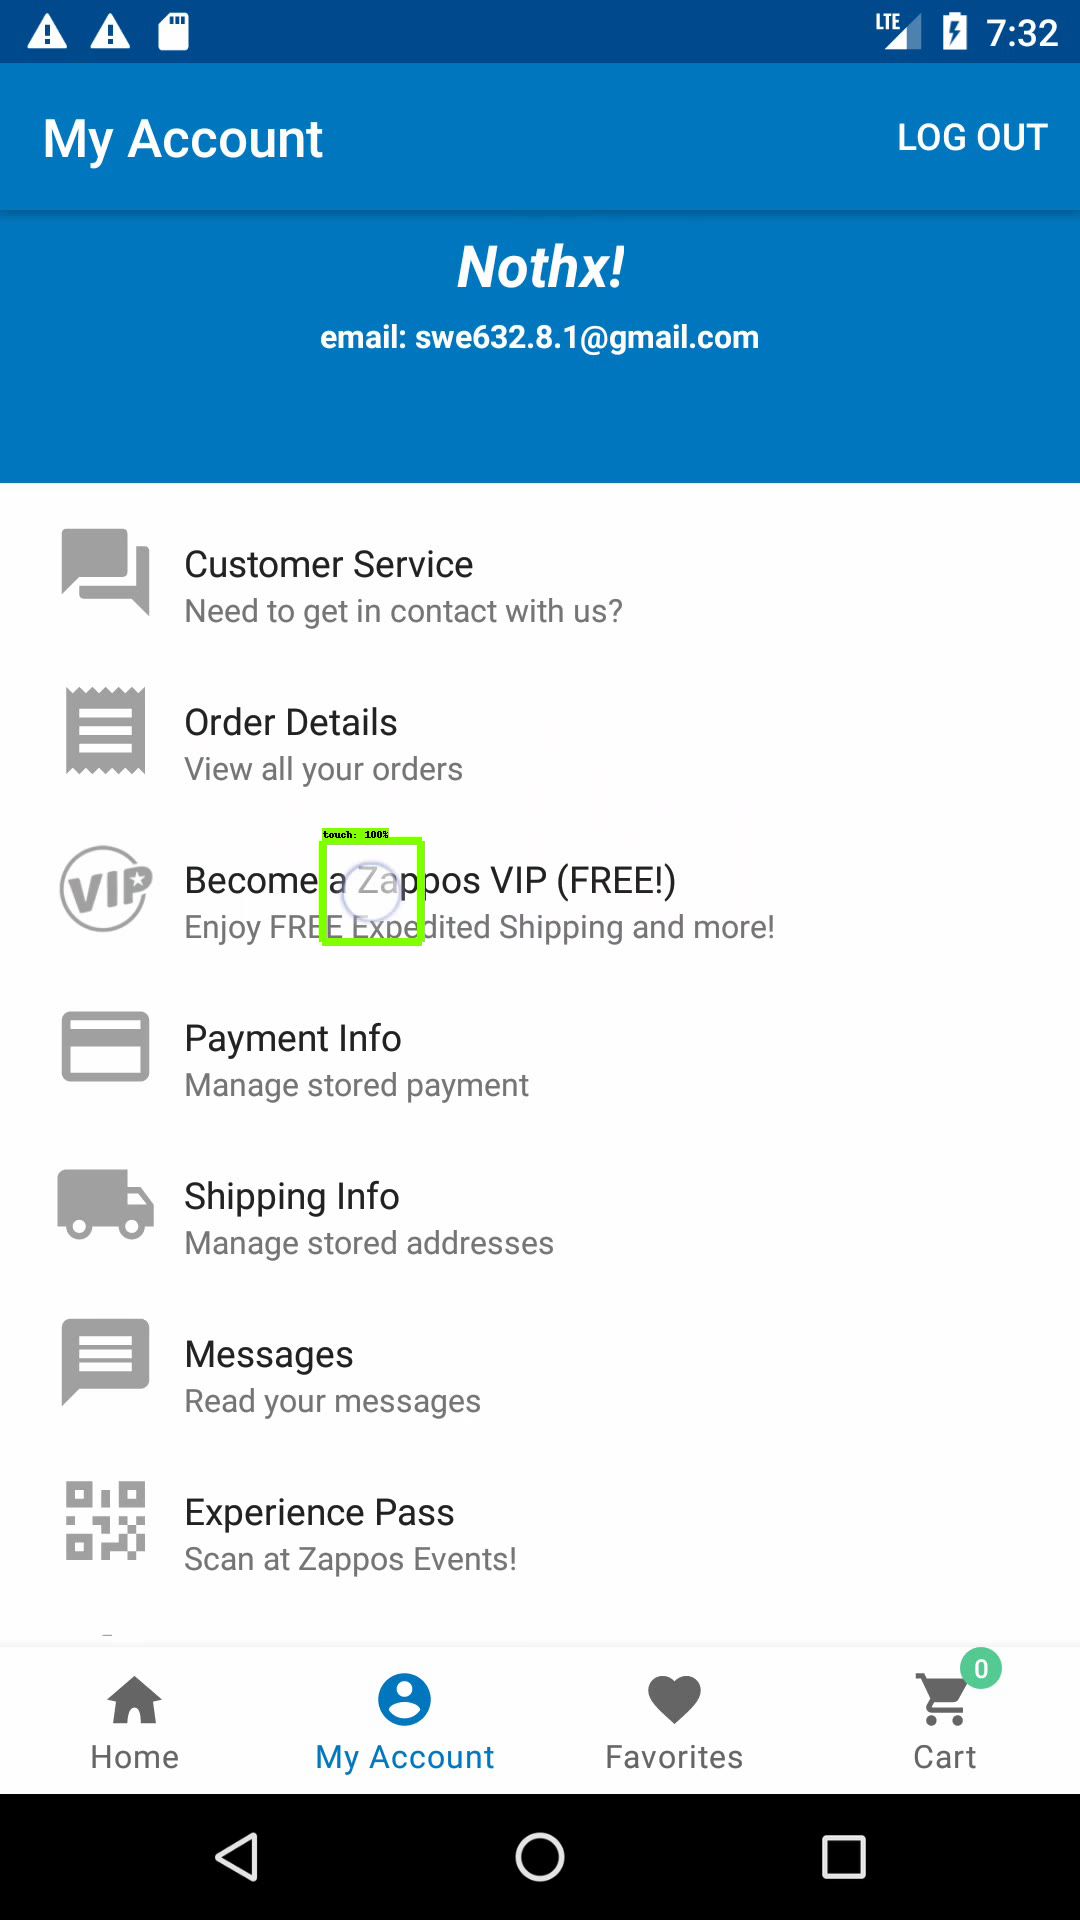 LTE 7:32
My Account LOG OUT
Nothx!
email: swe632.8.1@gmail.com
Customer Service
Need to get in contact with us?
Order Details
View all your orders
touch: 100%
VIP Become a Zappos VIP (FREE!)
Enjoy FREE Expedited Shipping and more!
Payment Info
Manage stored payment
Shipping Info
Manage stored addresses
Messages
Read your messages
Experience Pass
Scan at Zappos Events!
0
Home My Account Favorites Cart